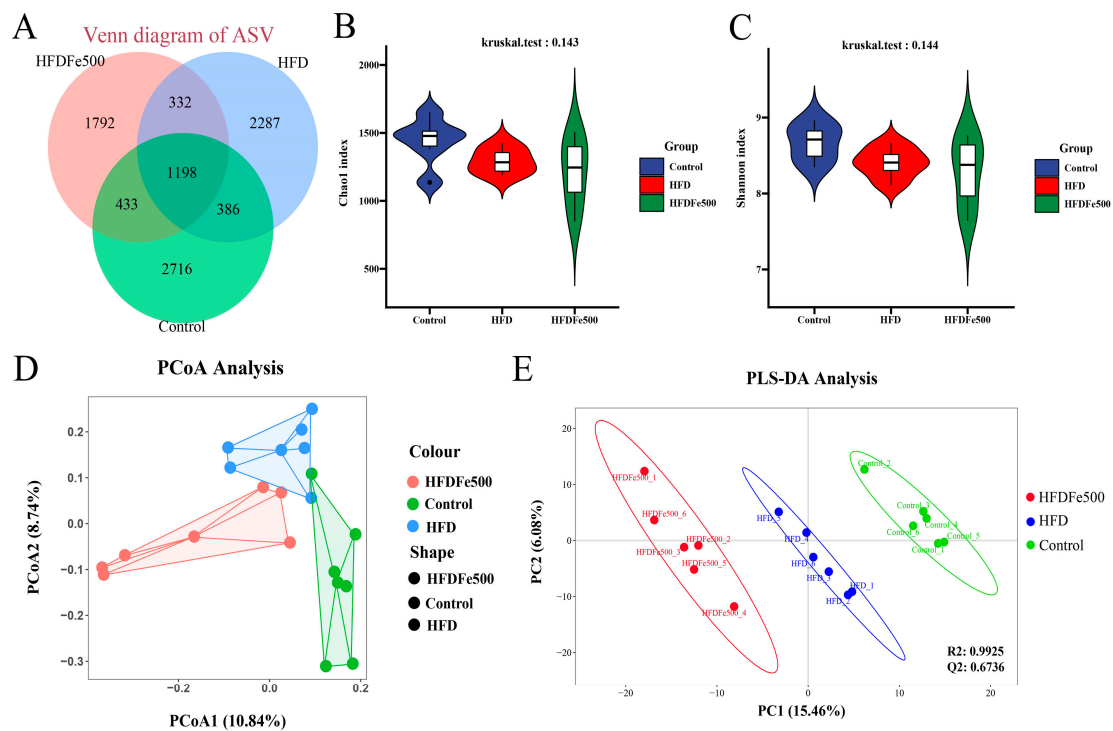 A
Venn diagram of ASV
HFDFe500
HFD
332
1792
2287
1198
433
386
2716
Control
B
kruskal.test : 0.143
2000
1500
1000
500
Chao1 index
Control
HFD
HFDFe500
Group
Control
HFD
HFDFe500
C
kruskal.test : 0.144
9
8
7
Shannon index
Control
HFD
HFDFe500
Group
Control
HFD
HFDFe500
D
PCoA Analysis
0.2
0.1
0.0
−0.1
−0.2
−0.3
PCoA2 (8.74%)
−0.2
0.0
0.2
PCoA1 (10.84%)
Colour
HFDFe500
Control
HFD
Shape
HFDFe500
Control
HFD
E
PLS-DA Analysis
20
10
0
−10
−20
PC2 (6.08%)
HFDFe500_1
HFDFe500_6
HFDFe500_2
HFDFe500_3
HFDFe500_5
HFDFe500_4
HFD_5
HFD_4
HFD_6
HFD_3
HFD_1
HFD_2
Control_2
Control_3
Control_4
Control_6
Control_5
Control_1
R2: 0.9925
Q2: 0.6736
−20
−10
0
10
20
PC1 (15.46%)
HFDFe500
HFD
Control